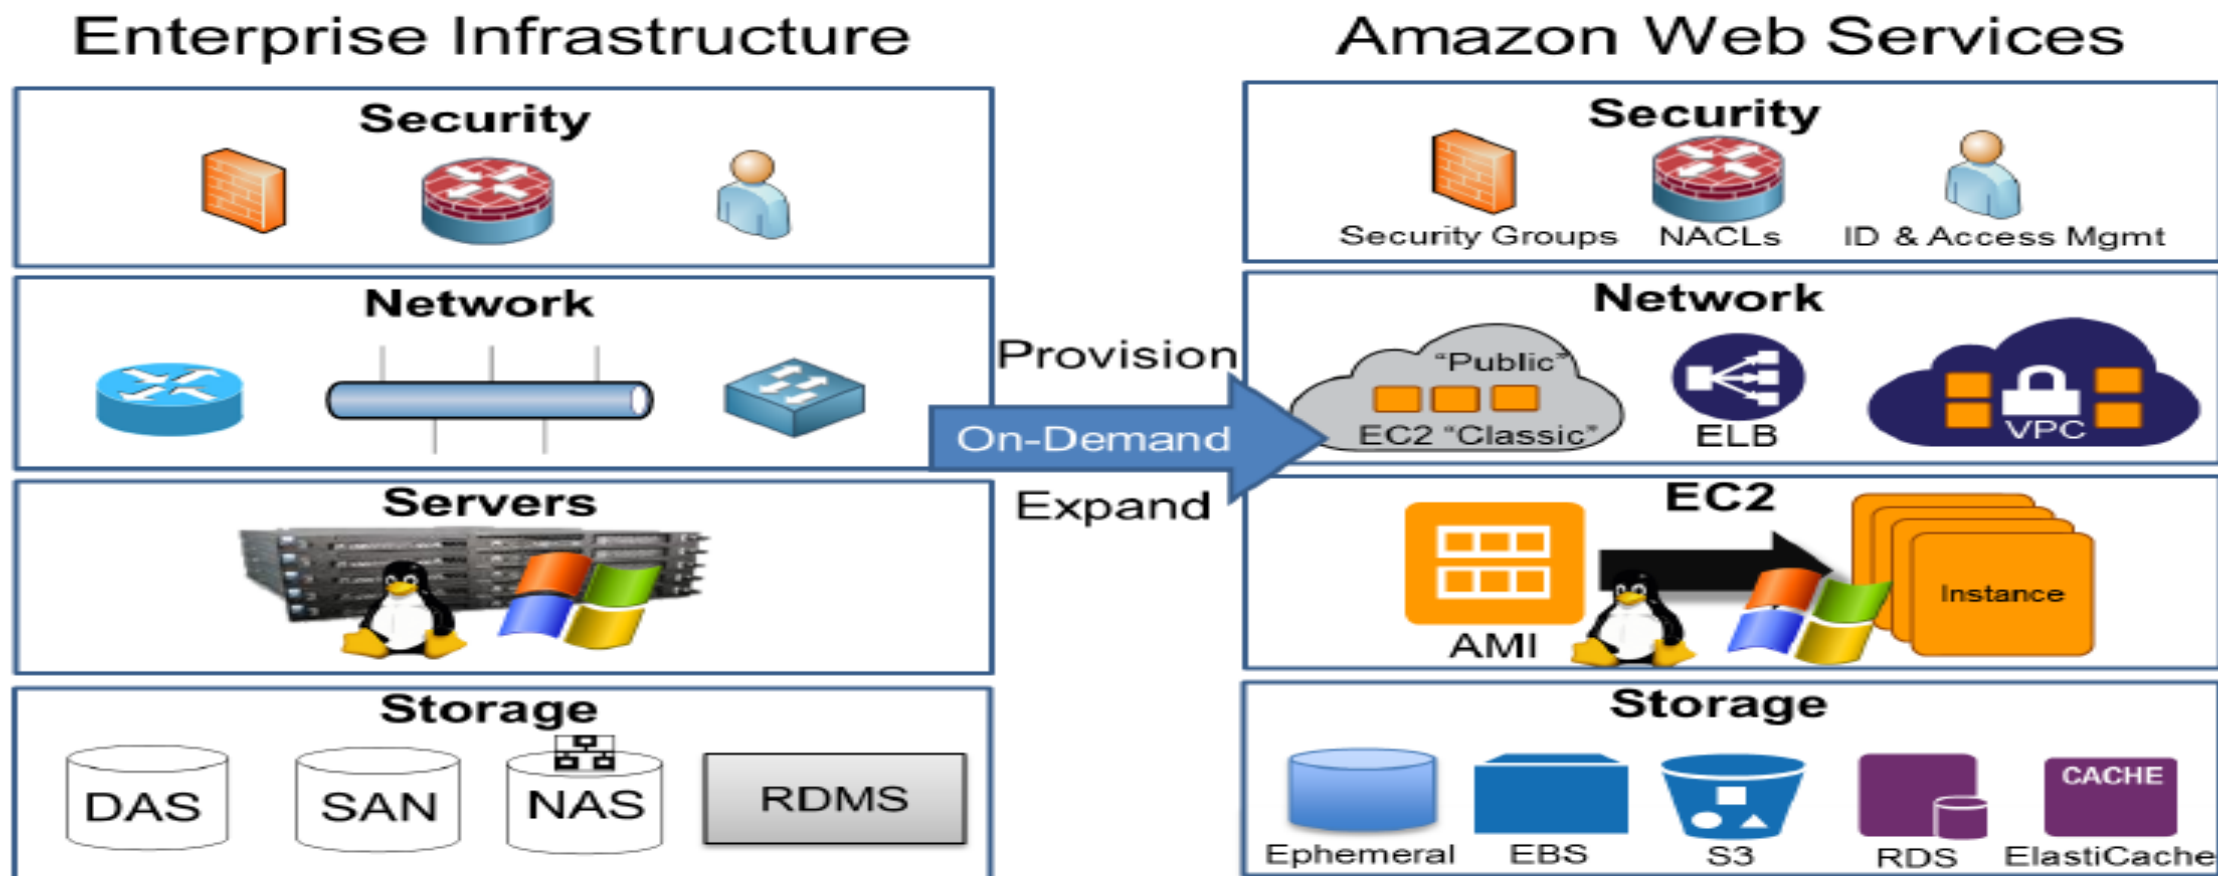 Enterprise Infrastructure
Security
Network
Servers
Storage
DAS
SAN
NAS
RDMS
Provision
On-Demand
Expand
Amazon Web Services
Security
Security Groups
NACLs
ID & Access Mgmt
Network
“Public”
EC2 “Classic”
ELB
VPC
EC2
AMI
Instance
Storage
Ephemeral
EBS
S3
RDS
CACHE
ElastiCache